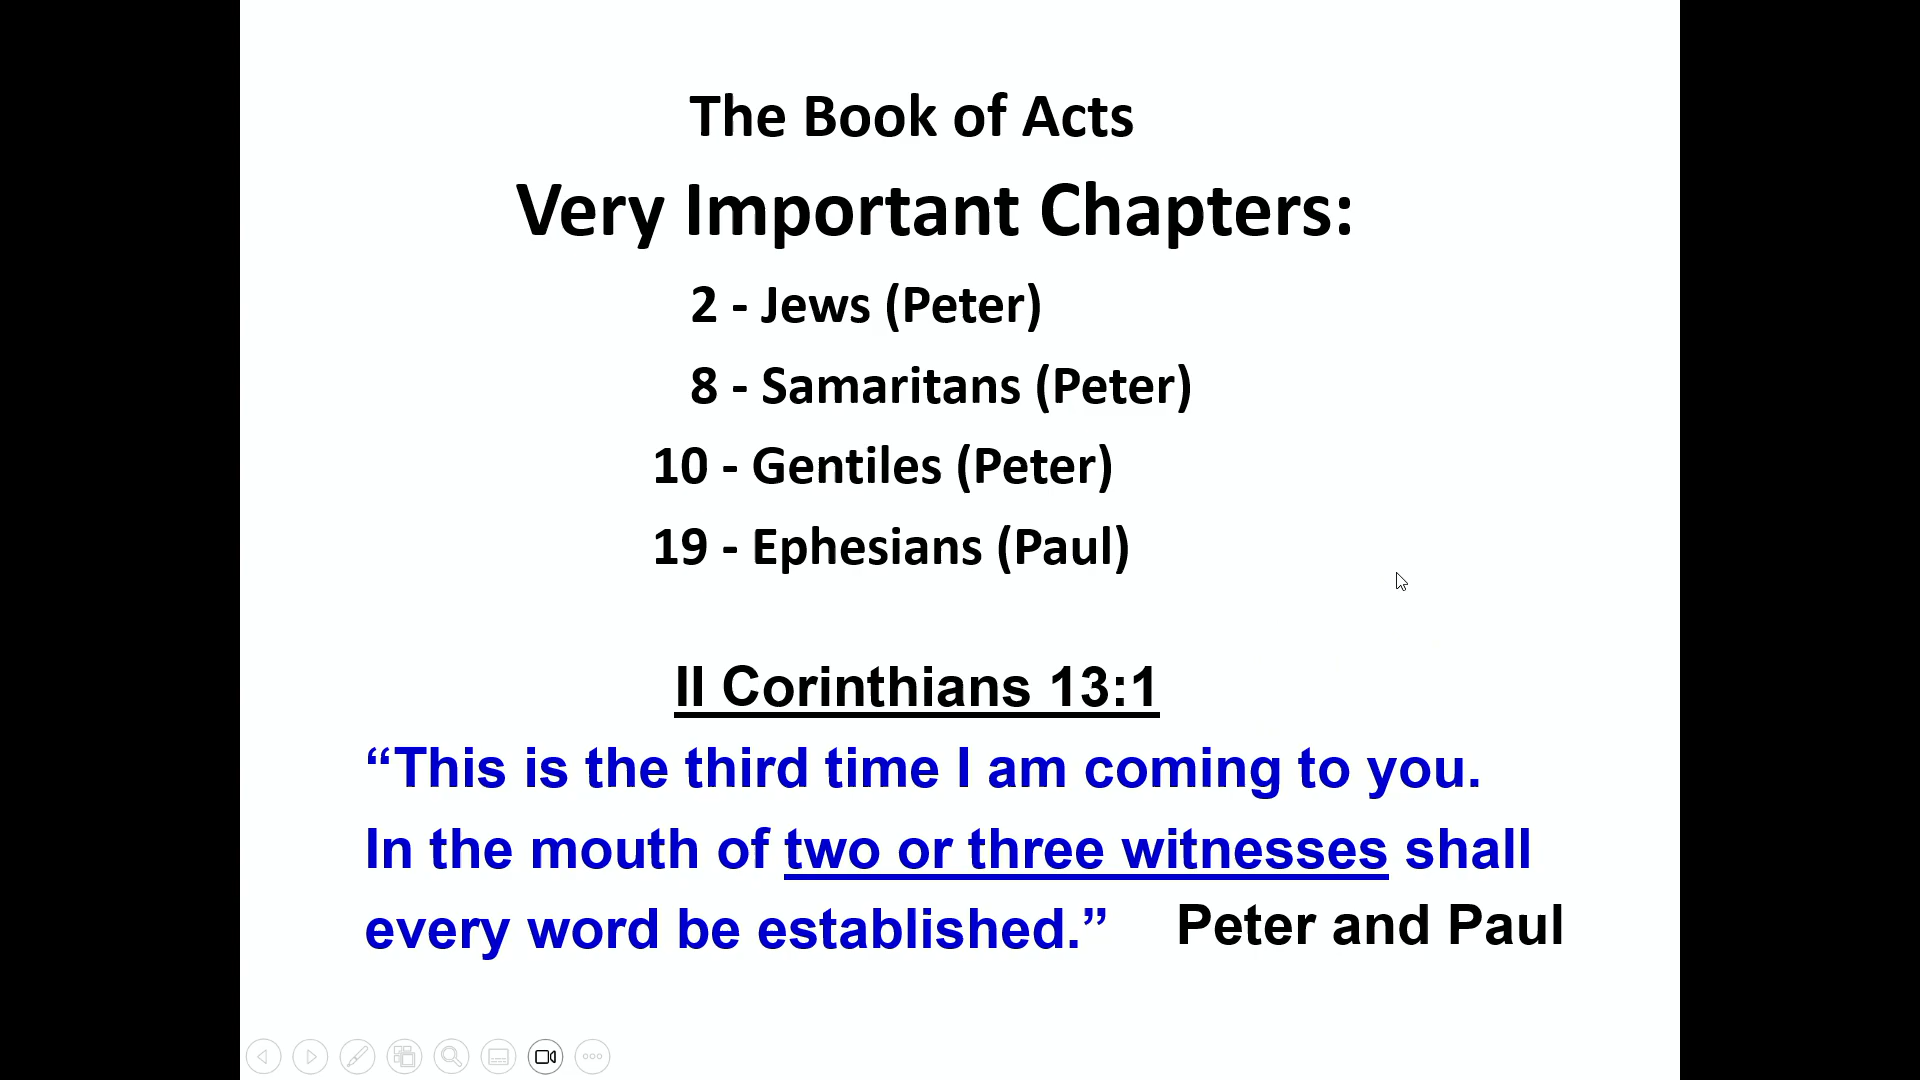 The Book of Acts
Very Important Chapters:
2 - Jews (Peter)
8 - Samaritans (Peter)
10 - Gentiles (Peter)
19 - Ephesians (Paul)
II Corinthians 13:1
“This is the third time I am coming to you.
In the mouth of two or three witnesses shall
every word be established.” Peter and Paul